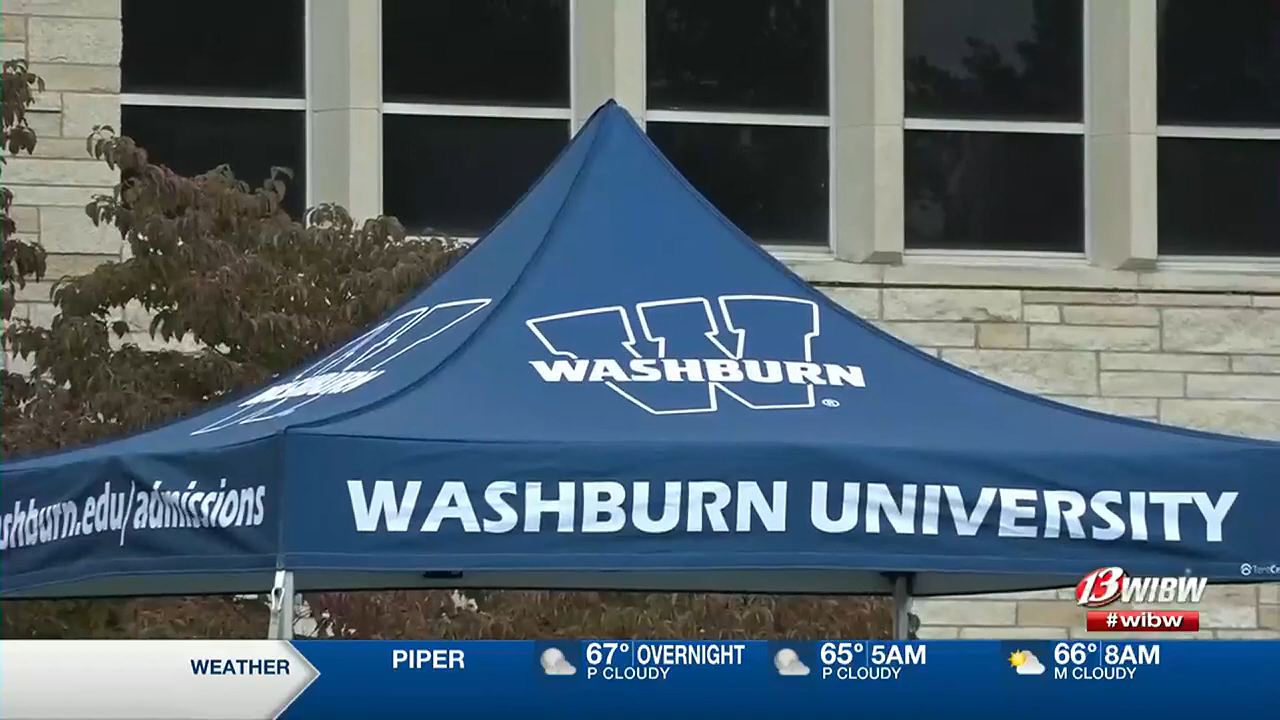 WASHBURN
WASHBURN
®
ashburn.edu/admissions
WASHBURN UNIVERSITY
13 WIBW
#wibw
WEATHER
PIPER
67° OVERNIGHT
P CLOUDY
65° 5AM
P CLOUDY
66° 8AM
M CLOUDY